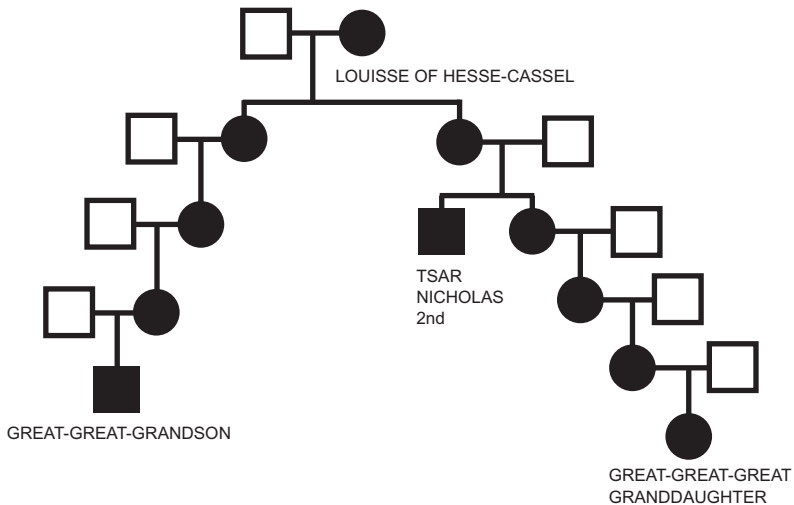 LOUISSE OF HESSE-CASSEL
TSAR
NICHOLAS
2nd
GREAT-GREAT-GRANDSON
GREAT-GREAT-GREAT
GRANDDAUGHTER